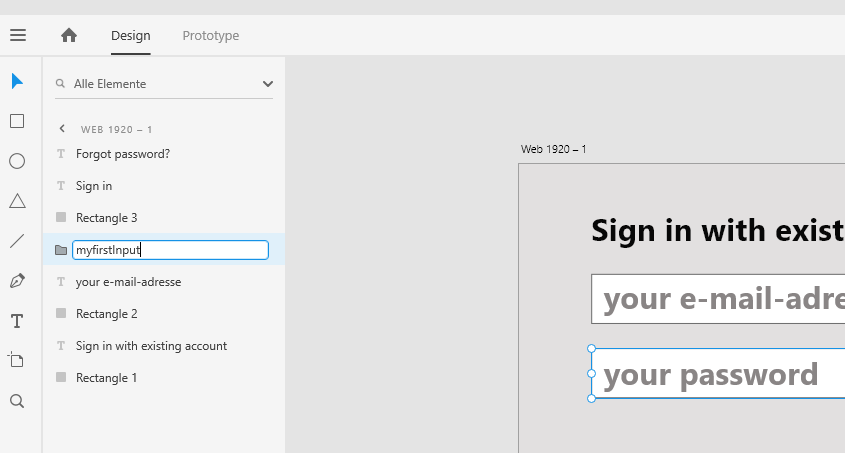 Design
Prototype
Alle Elemente
WEB 1920 – 1
Forgot password?
Sign in
Rectangle 3
myfirstInput
your e-mail-adresse
Rectangle 2
Sign in with existing account
Rectangle 1
Web 1920 – 1
Sign in with exist
your e-mail-adre
your password